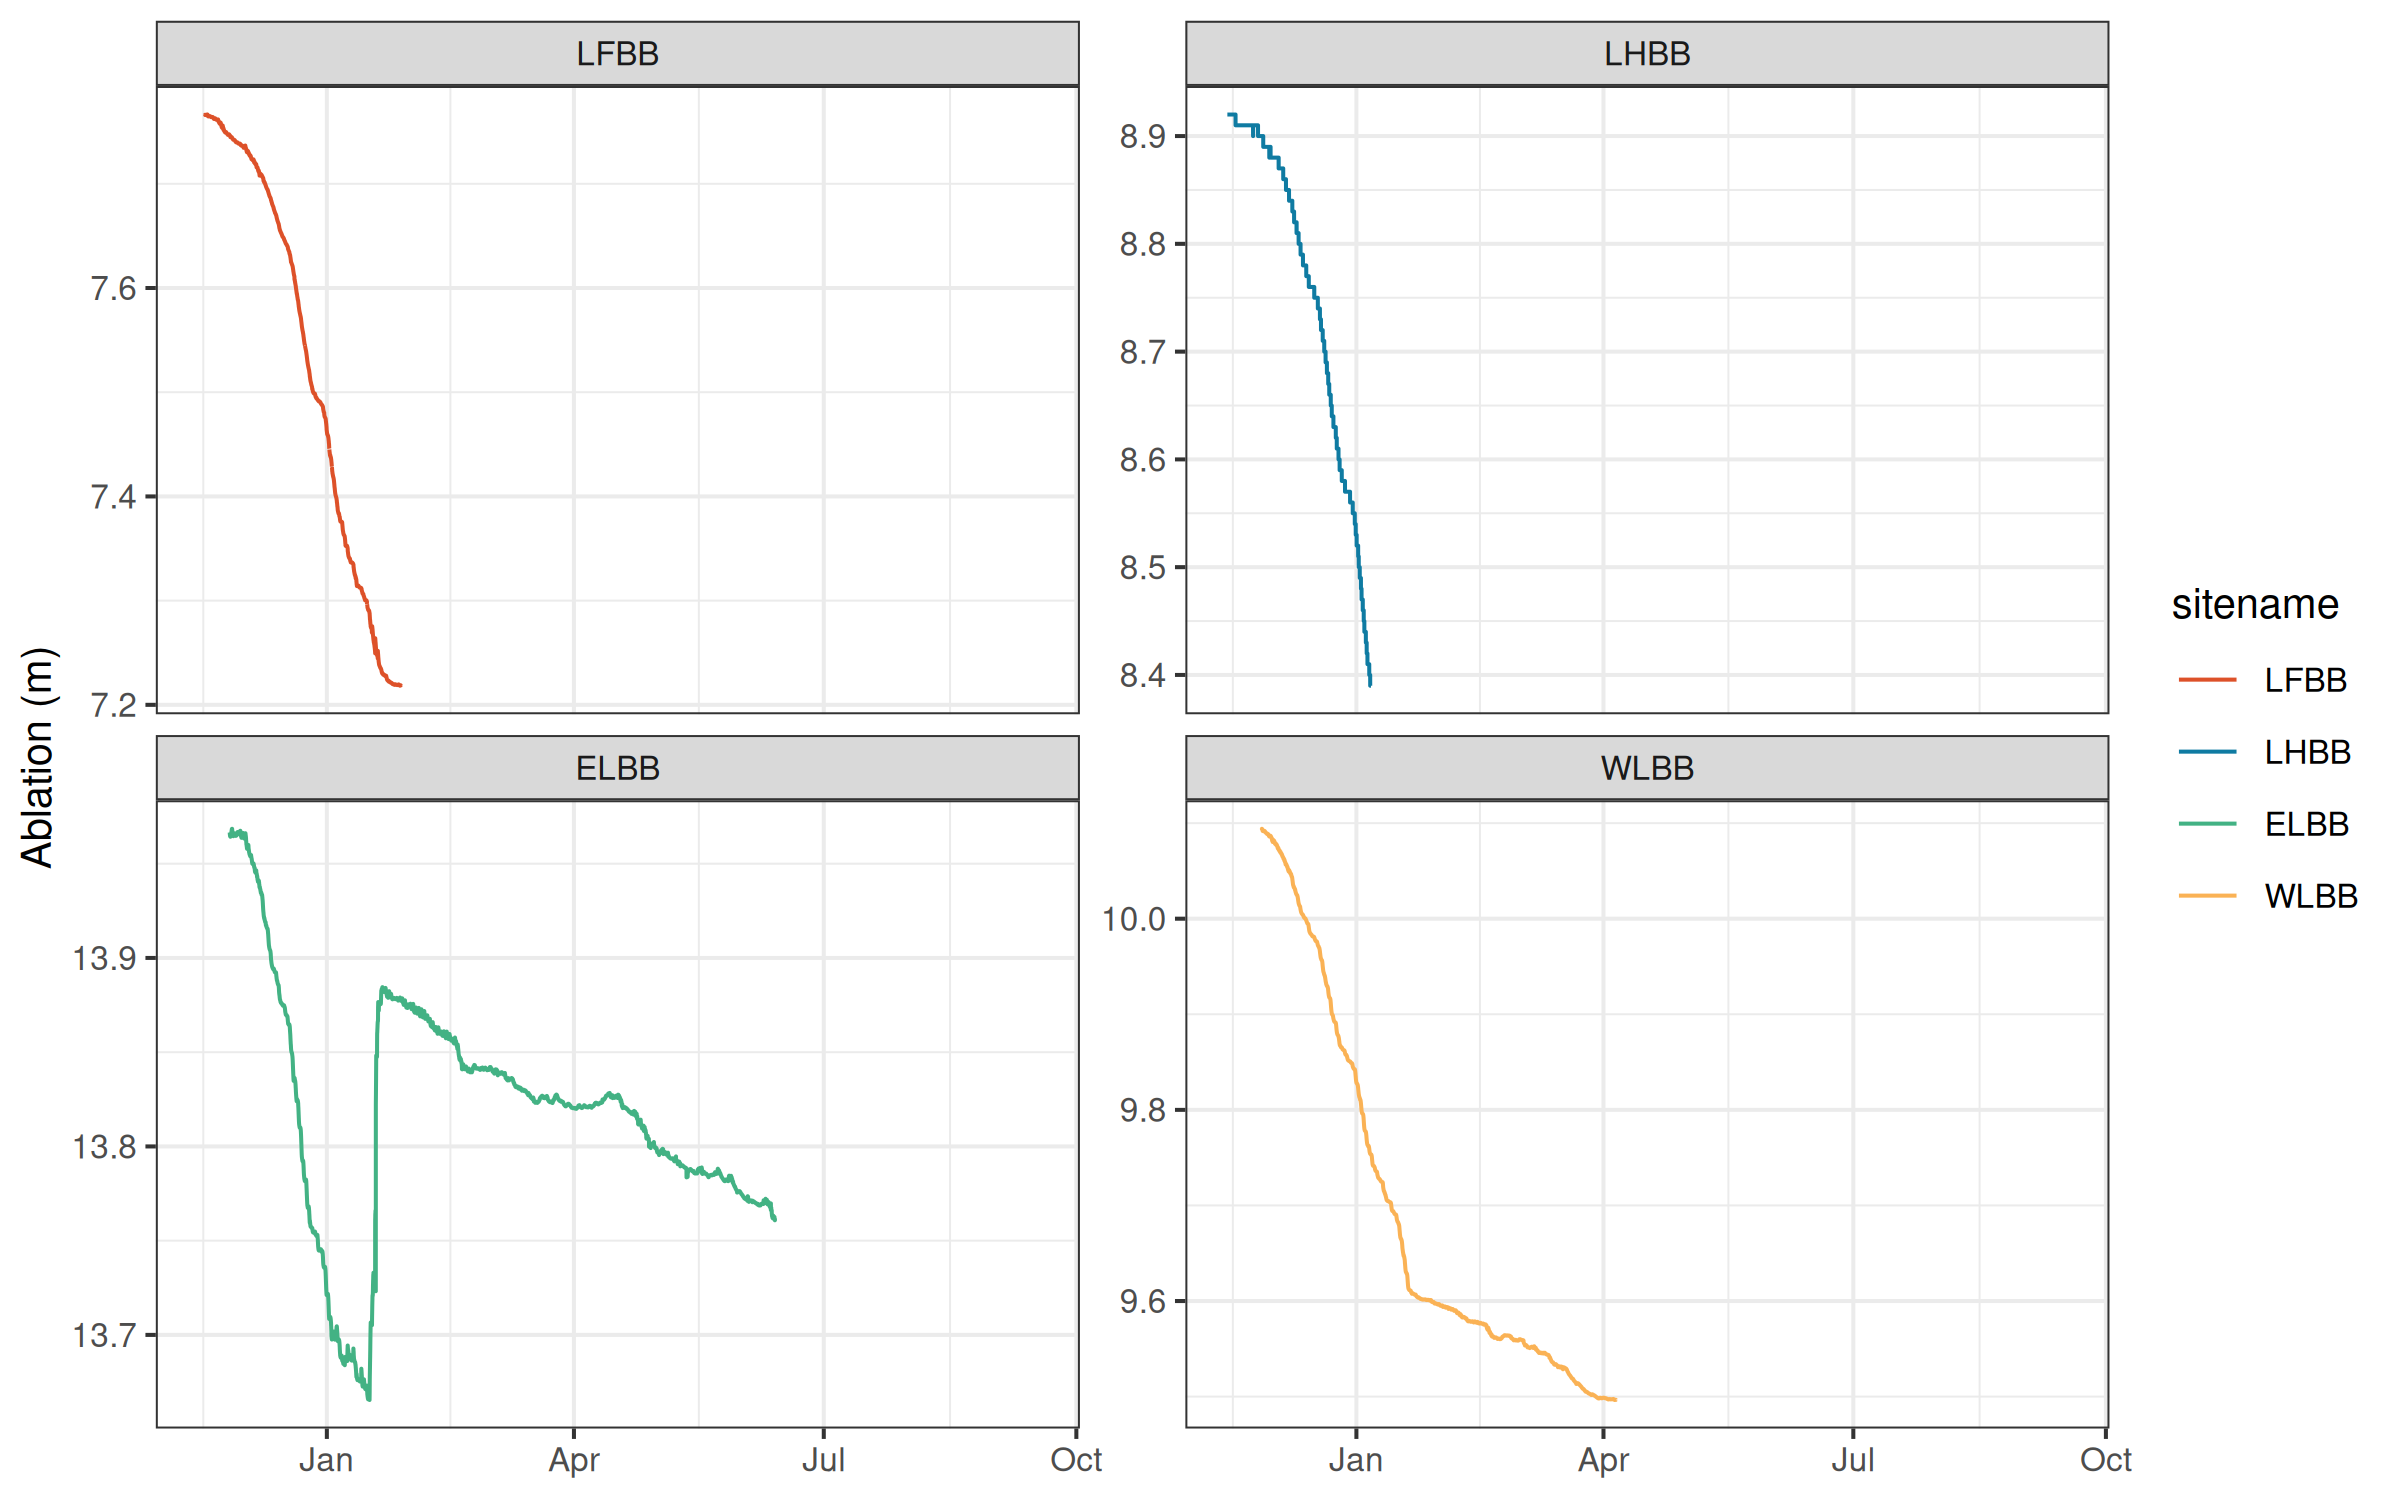 LFBB
LHBB
7.6
7.4
7.2
8.9
8.8
8.7
8.6
8.5
8.4
ELBB
WLBB
13.9
13.8
13.7
10.0
9.8
9.6
Jan Apr Jul Oct
Jan Apr Jul Oct
Ablation (m)
sitename
LFBB
LHBB
ELBB
WLBB